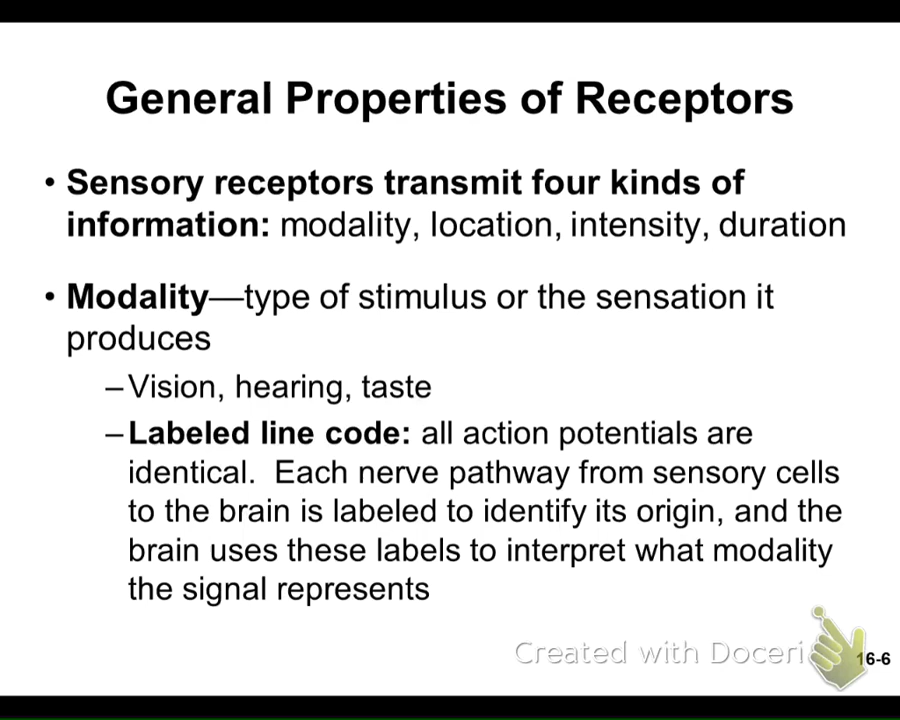 General Properties of Receptors
• Sensory receptors transmit four kinds of
information: modality, location, intensity, duration
• Modality—type of stimulus or the sensation it
produces
–Vision, hearing, taste
–Labeled line code: all action potentials are
identical.  Each nerve pathway from sensory cells
to the brain is labeled to identify its origin, and the
brain uses these labels to interpret what modality
the signal represents
Created with Doceri
16-6